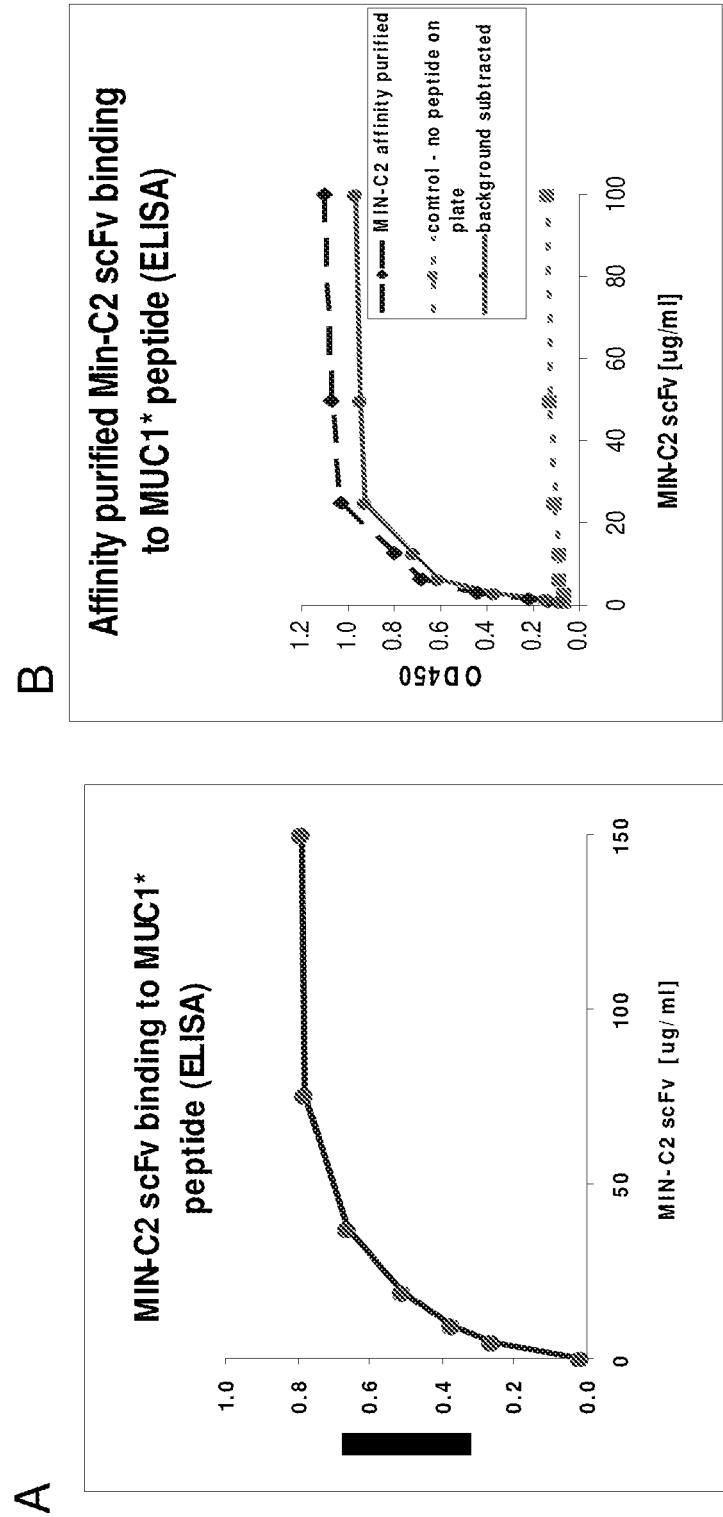 A
MIN-C2 scFv binding to MUC1*
peptide (ELISA)
1.0
0.8
0.6
0.4
0.2
0.0
0
50
100
150
MIN-C2 scFv [ug/ml]
B
Affinity purified Min-C2 scFv binding
to MUC1* peptide (ELISA)
1.2
1.0
0.8
0.6
0.4
0.2
0.0
OD450
0
20
40
60
80
100
MIN-C2 scFv [ug/ml]
MIN-C2 affinity purified
control - no peptide on
plate
background subtracted